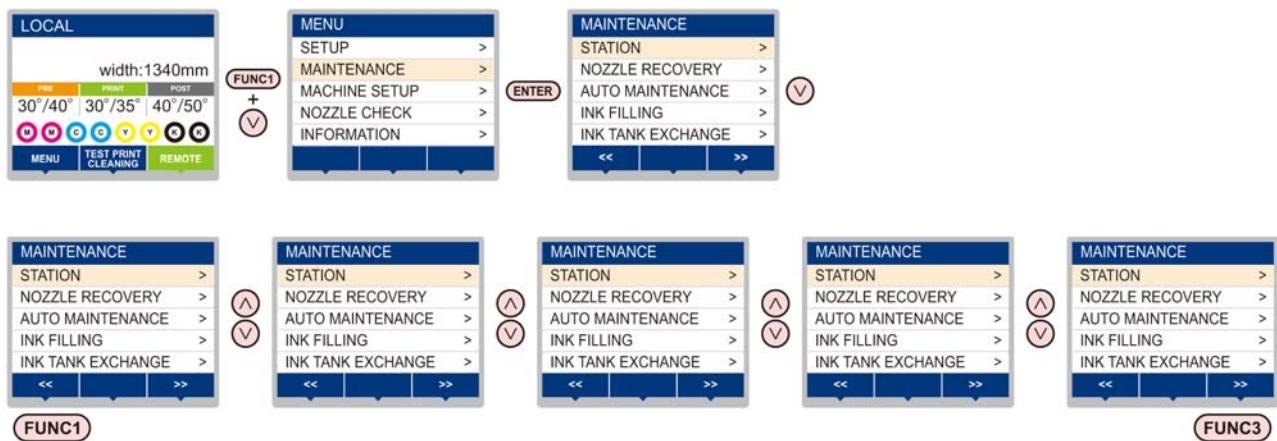 LOCAL
width:1340mm
PRE PRINT POST
30°/40° 30°/35° 40°/50°
M M C C Y Y K K
MENU TEST PRINT CLEANING REMOTE
FUNC1
+
MENU
SETUP >
MAINTENANCE >
MACHINE SETUP >
NOZZLE CHECK >
INFORMATION >
ENTER
MAINTENANCE
STATION >
NOZZLE RECOVERY >
AUTO MAINTENANCE >
INK FILLING >
INK TANK EXCHANGE >
<< >>
MAINTENANCE
STATION >
NOZZLE RECOVERY >
AUTO MAINTENANCE >
INK FILLING >
INK TANK EXCHANGE >
<< >>
FUNC1
MAINTENANCE
STATION >
NOZZLE RECOVERY >
AUTO MAINTENANCE >
INK FILLING >
INK TANK EXCHANGE >
<< >>
MAINTENANCE
STATION >
NOZZLE RECOVERY >
AUTO MAINTENANCE >
INK FILLING >
INK TANK EXCHANGE >
<< >>
MAINTENANCE
STATION >
NOZZLE RECOVERY >
AUTO MAINTENANCE >
INK FILLING >
INK TANK EXCHANGE >
<< >>
MAINTENANCE
STATION >
NOZZLE RECOVERY >
AUTO MAINTENANCE >
INK FILLING >
INK TANK EXCHANGE >
<< >>
FUNC3